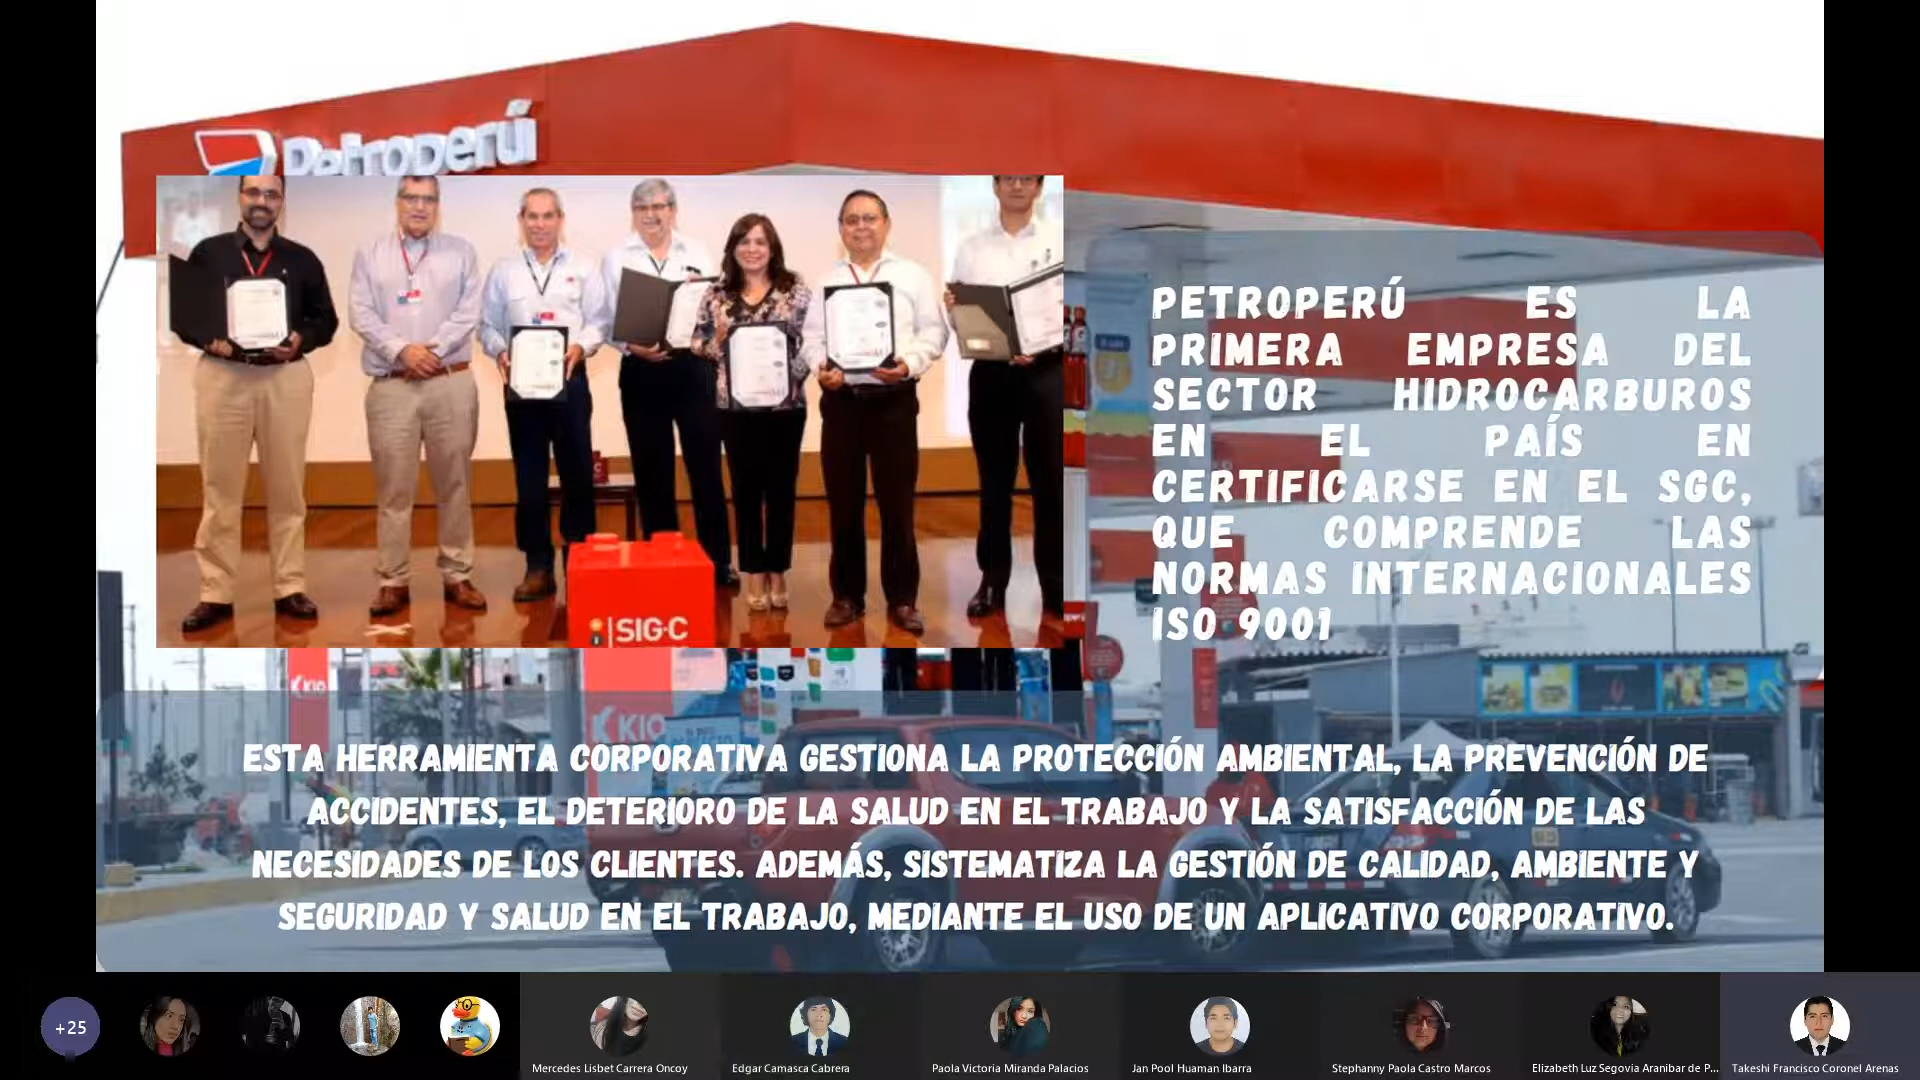 Petroperú
PETROPERÚ ES LA
PRIMERA EMPRESA DEL
SECTOR HIDROCARBUROS
EN EL PAÍS EN
CERTIFICARSE EN EL SGC,
QUE COMPRENDE LAS
NORMAS INTERNACIONALES
ISO 9001
SIG-C
KIO
KIO
ESTA HERRAMIENTA CORPORATIVA GESTIONA LA PROTECCIÓN AMBIENTAL, LA PREVENCIÓN DE
ACCIDENTES, EL DETERIORO DE LA SALUD EN EL TRABAJO Y LA SATISFACCIÓN DE LAS
NECESIDADES DE LOS CLIENTES. ADEMÁS, SISTEMATIZA LA GESTIÓN DE CALIDAD, AMBIENTE Y
SEGURIDAD Y SALUD EN EL TRABAJO, MEDIANTE EL USO DE UN APLICATIVO CORPORATIVO.
+25
Mercedes Lisbet Carrera Oncoy
Edgar Camasca Cabrera
Paola Victoria Miranda Palacios
Jan Pool Huaman Ibarra
Stephanny Paola Castro Marcos
Elizabeth Luz Segovia Aranibar de P...
Takeshi Francisco Coronel Arenas